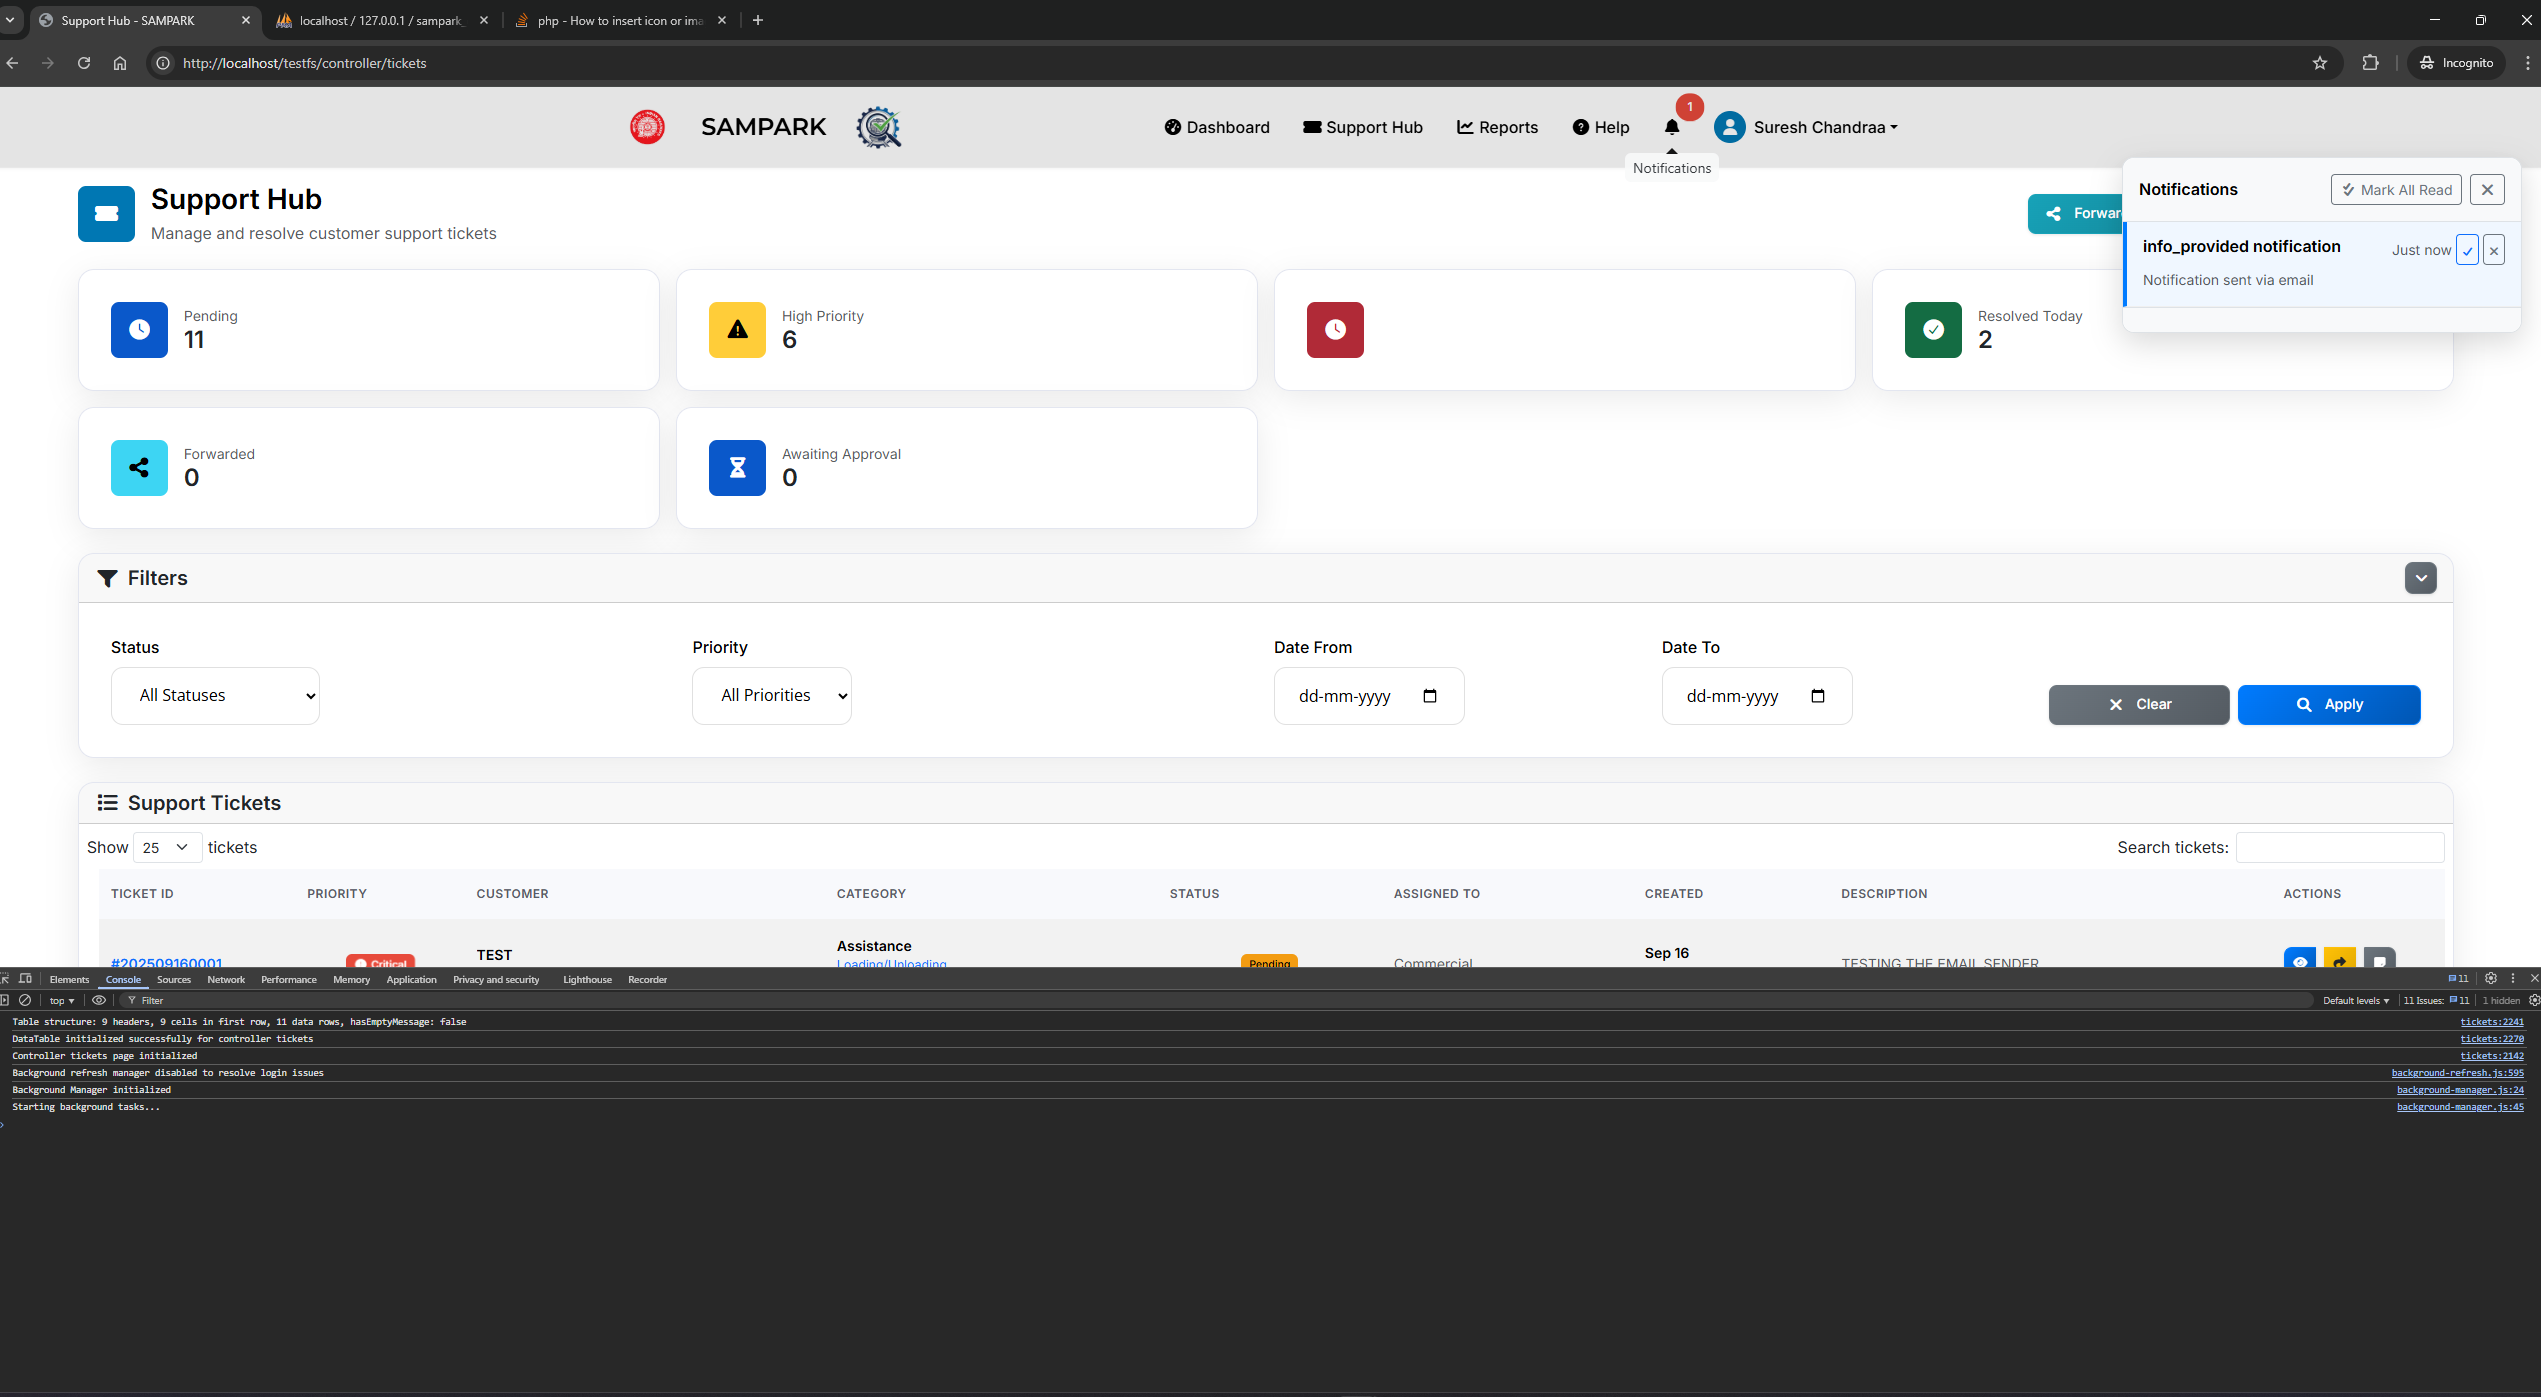 Support Hub - SAMPARK
localhost / 127.0.0.1 / sampark_
php - How to insert icon or ima
http://localhost/testfs/controller/tickets
Incognito
SAMPARK
Dashboard
Support Hub
Reports
Help
1
Suresh Chandraa
Notifications
Support Hub
Manage and resolve customer support tickets
Forwar
Notifications
Mark All Read
info_provided notification
Just now
Notification sent via email
Pending
11
High Priority
6
Resolved Today
2
Forwarded
0
Awaiting Approval
0
Filters
Status
Priority
Date From
Date To
All Statuses
All Priorities
dd-mm-yyyy
dd-mm-yyyy
Clear
Apply
Support Tickets
Show 25 tickets
Search tickets:
TICKET ID PRIORITY CUSTOMER CATEGORY STATUS ASSIGNED TO CREATED DESCRIPTION ACTIONS
#202509160001
Critical
TEST
Assistance
Loading/Unloading
Pending
Commercial
Sep 16
TESTING THE EMAIL SENDER
Elements Console Sources Network Performance Memory Application Privacy and security Lighthouse Recorder
11
top
Filter
Default levels
11 Issues: 11
1 hidden
Table structure: 9 headers, 9 cells in first row, 11 data rows, hasEmptyMessage: false tickets:2241
DataTable initialized successfully for controller tickets tickets:2270
Controller tickets page initialized tickets:2142
Background refresh manager disabled to resolve login issues background-refresh.js:595
Background Manager initialized background-manager.js:24
Starting background tasks... background-manager.js:45